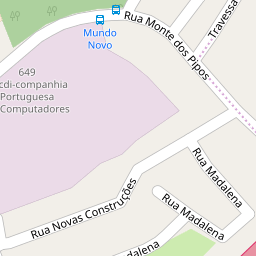 Rua Monte dos Pipos
Travessa
Mundo
Novo
649
cdi-companhia
Portuguesa
Computadores
Rua Madalena
Rua Novas Construções
Rua Madalena
Madalena